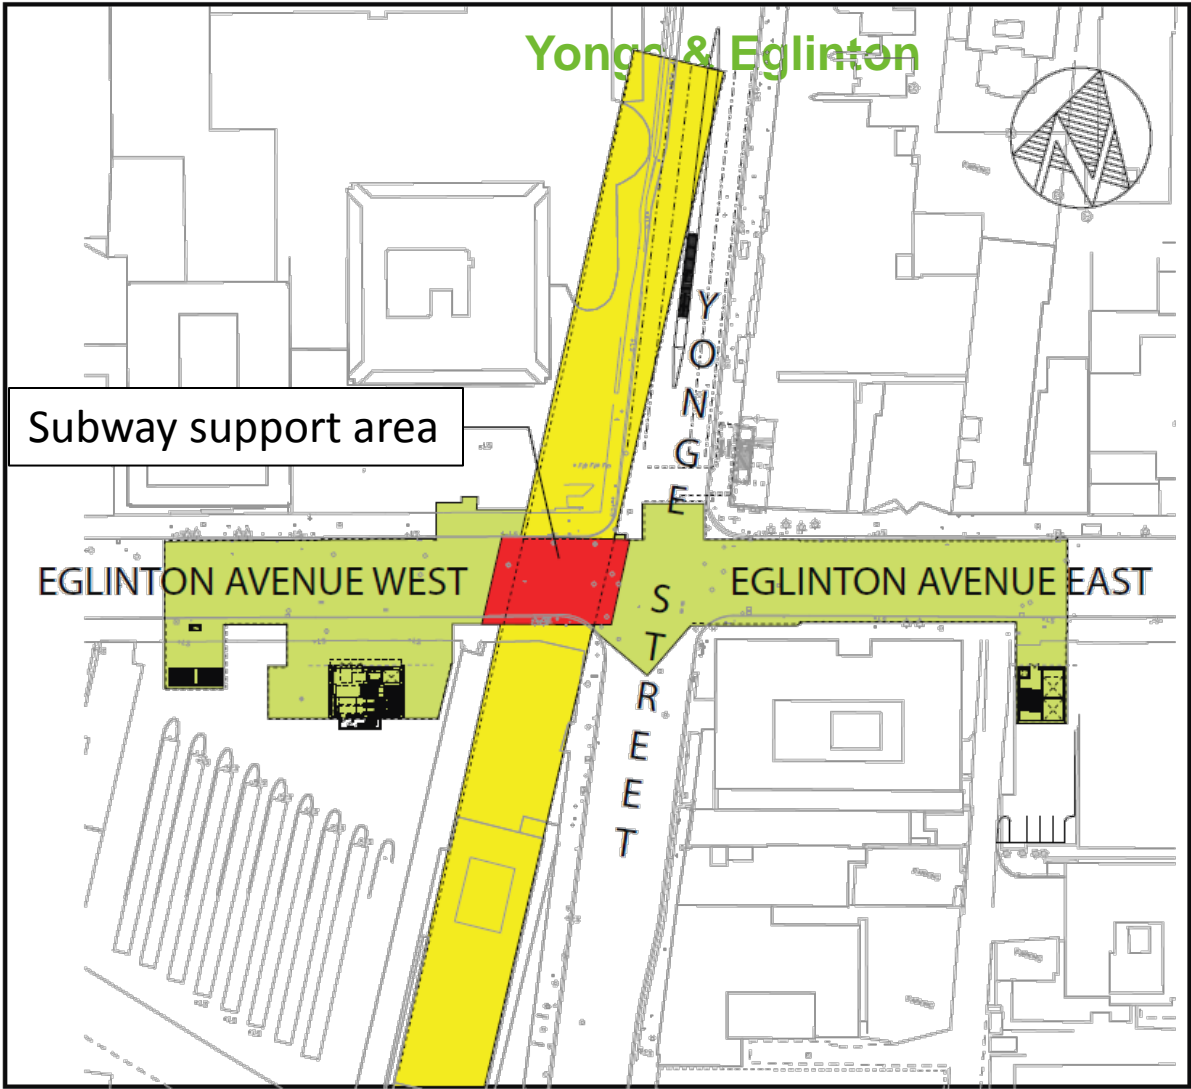 Yonge & Eglinton
YONGE STREET
Subway support area
EGLINTON AVENUE WEST
EGLINTON AVENUE EAST